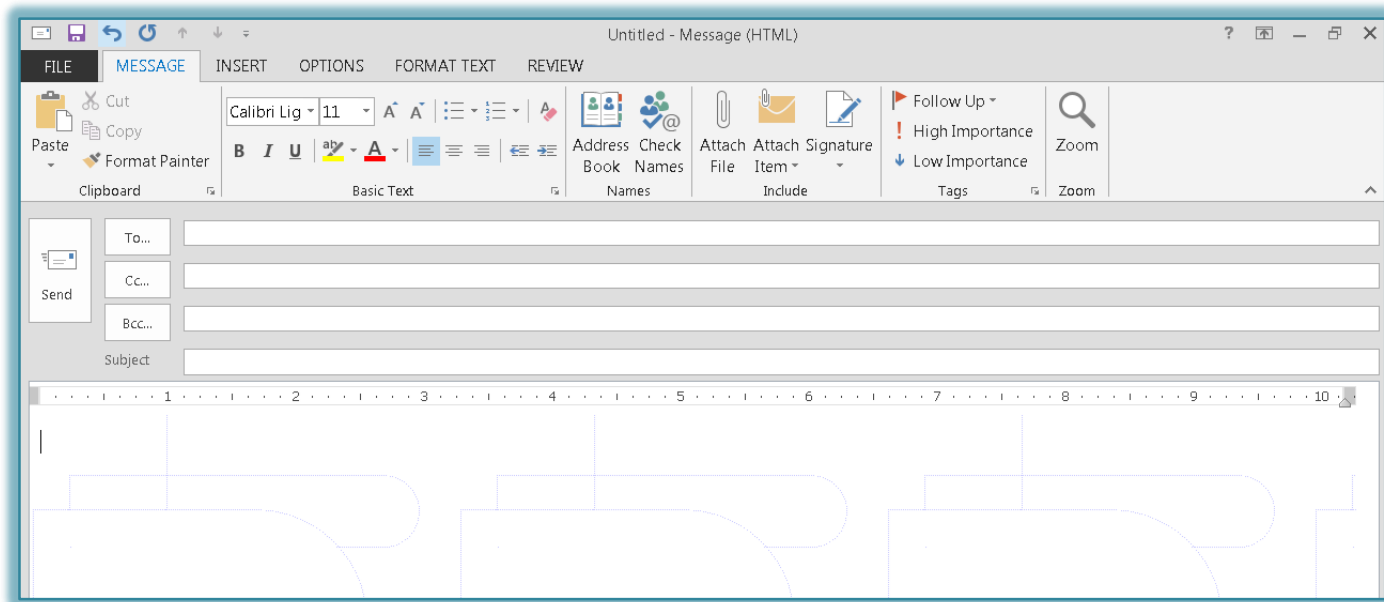 Untitled - Message (HTML) ?
FILE MESSAGE INSERT OPTIONS FORMAT TEXT REVIEW
Paste
Cut
Copy
Format Painter
Clipboard
Calibri Lig 11 A A
B I U aby A
Basic Text
Address Book
Check Names
Names
Attach File
Attach Item
Signature
Include
Follow Up
! High Importance
Low Importance
Tags
Zoom
Zoom
Send
To...
Cc...
Bcc...
Subject
1 2 3 4 5 6 7 8 9 10